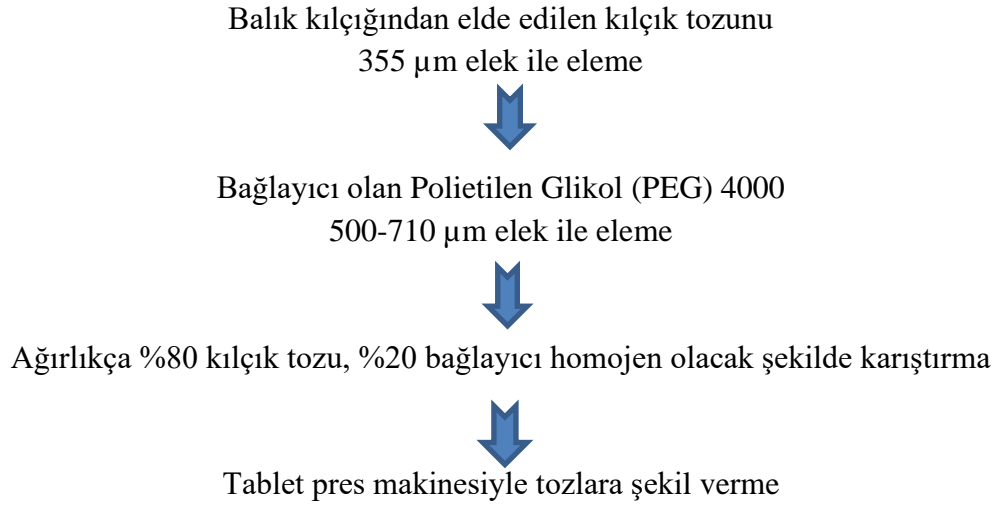 Balık kılçığından elde edilen kılçık tozunu
355 µm elek ile eleme
Bağlayıcı olan Polietilen Glikol (PEG) 4000
500-710 µm elek ile eleme
Ağırlıkça %80 kılçık tozu, %20 bağlayıcı homojen olacak şekilde karıştırma
Tablet pres makinesiyle tozlara şekil verme